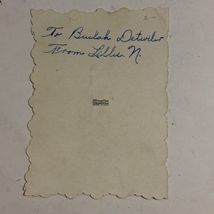 To Beulah Detwiler
From Lillie N.